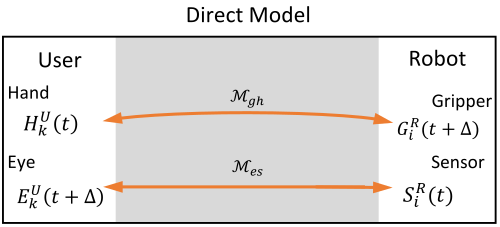 Direct Model
User
Robot
Hand
ℳ_gh
Gripper
H_k^U(t)
G_i^R(t + Δ)
Eye
ℳ_es
Sensor
E_k^U(t + Δ)
S_i^R(t)